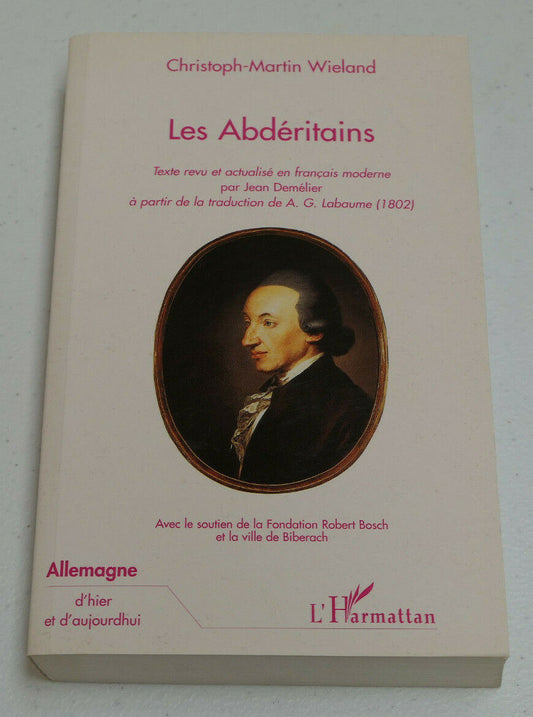 Christoph-Martin Wieland
Les Abdéritains
Texte revu et actualisé en français moderne
par Jean Demélier
à partir de la traduction de A. G. Labaume (1802)
Avec le soutien de la Fondation Robert Bosch
et la ville de Biberach
Allemagne
d'hier
et d'aujourdhui
L'Harmattan